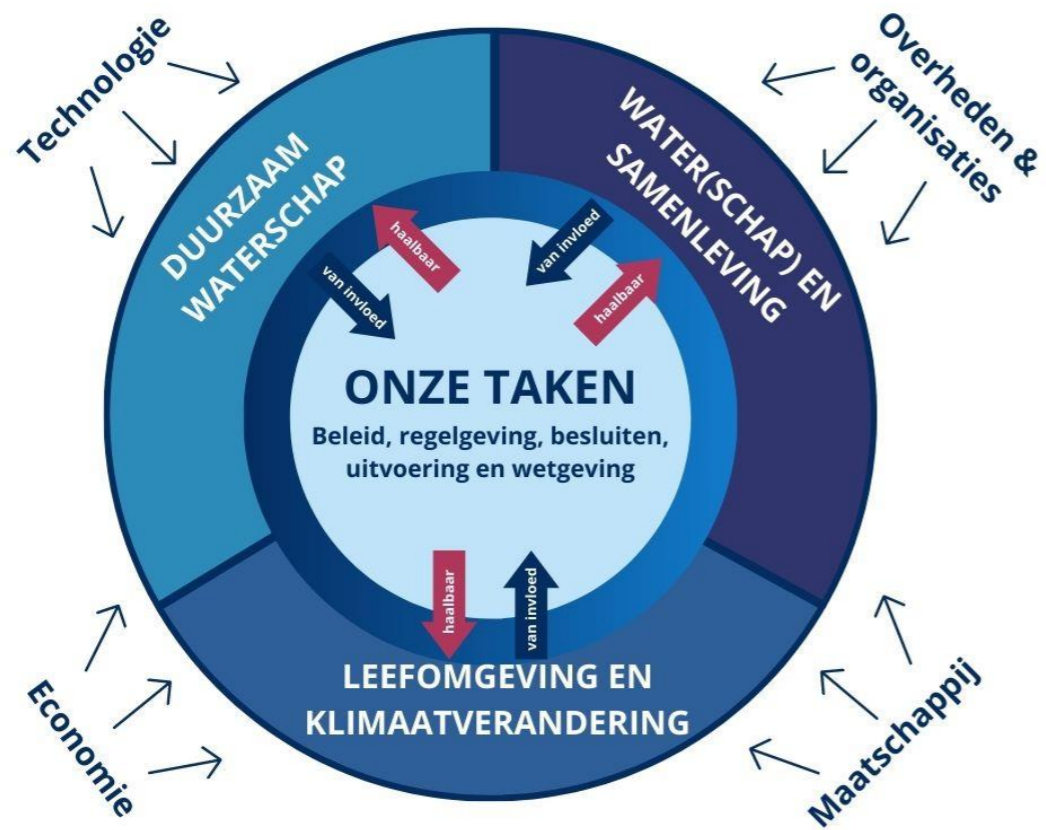 Technologie
Overheden &
organisaties
DUURZAAM
WATERSCHAP
WATER(SCHAP) EN
SAMENLEVING
haalbaar
van invloed
van invloed
haalbaar
ONZE TAKEN
Beleid, regelgeving, besluiten,
uitvoering en wetgeving
haalbaar
van invloed
LEEFOMGEVING EN
KLIMAATVERANDERING
Economie
Maatschappij